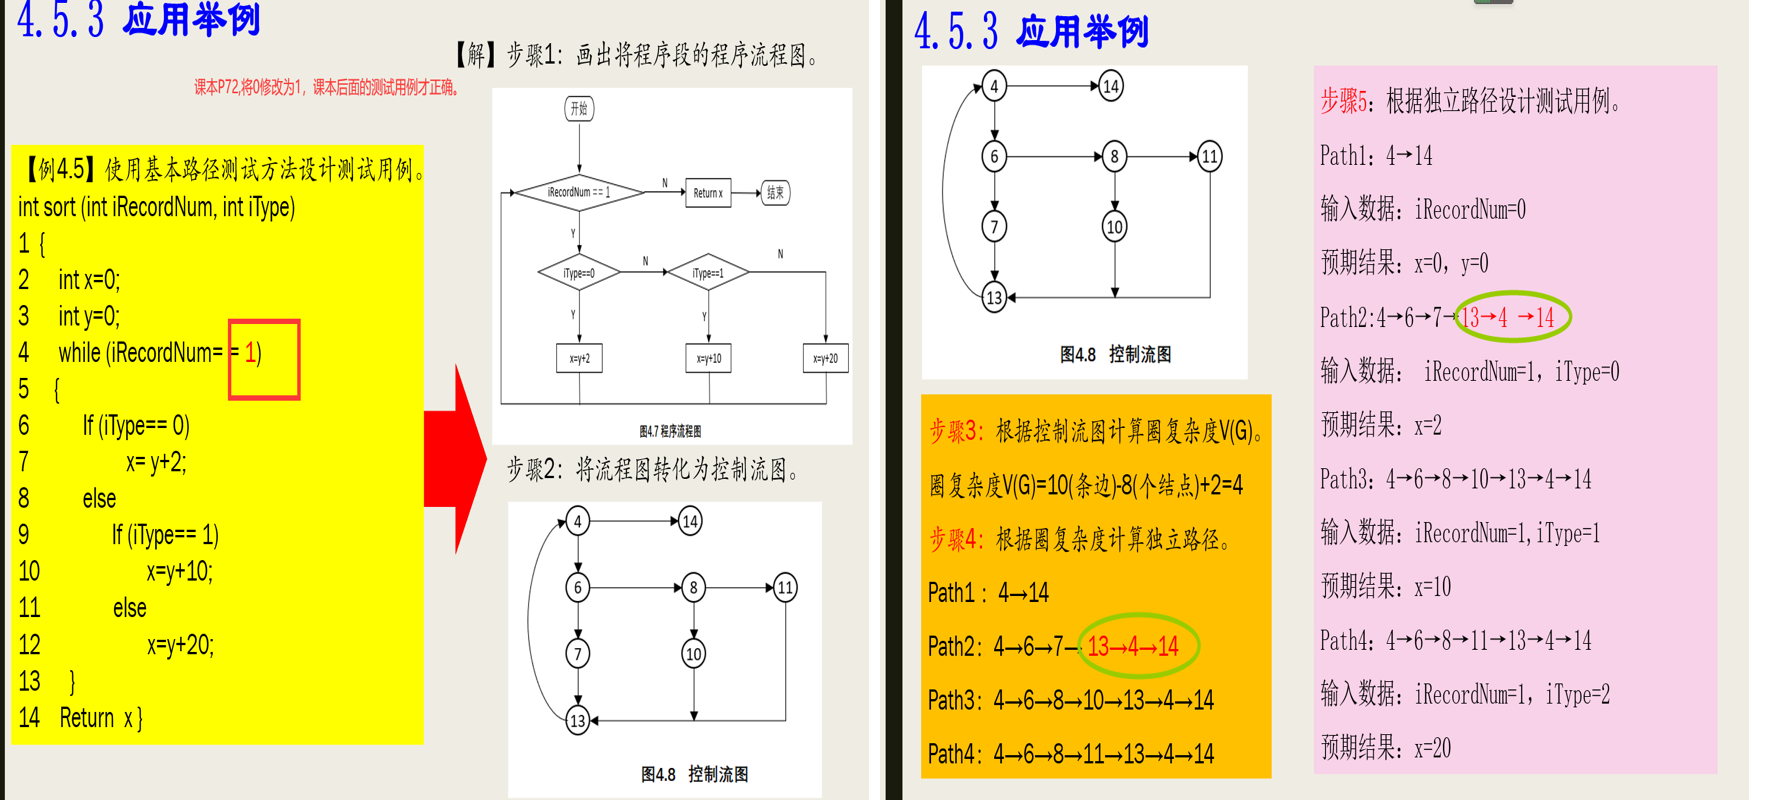 4.5.3 应用举例
课本P72,将0修改为1，课本后面的测试用例才正确。
【例4.5】使用基本路径测试方法设计测试用例。
int sort (int iRecordNum, int iType)
1 {
2 int x=0;
3 int y=0;
4 while (iRecordNum= = 1)
5 {
6 If (iType== 0)
7 x= y+2;
8 else
9 If (iType== 1)
10 x=y+10;
11 else
12 x=y+20;
13 }
14 Return x }
【解】步骤1：画出将程序段的程序流程图。
开始
iRecordNum == 1
N
Return x
结束
Y
iType==0
N
iType==1
N
Y
Y
x=y+2
x=y+10
x=y+20
图4.7 程序流程图
步骤2：将流程图转化为控制流图。
4
14
6
8
11
7
10
13
图4.8 控制流图
4.5.3 应用举例
4
14
6
8
11
7
10
13
图4.8 控制流图
步骤3：根据控制流图计算圈复杂度V(G)。
圈复杂度V(G)=10(条边)-8(个结点)+2=4
步骤4：根据圈复杂度计算独立路径。
Path1：4→14
Path2：4→6→7→13→4→14
Path3：4→6→8→10→13→4→14
Path4：4→6→8→11→13→4→14
步骤5：根据独立路径设计测试用例。
Path1：4→14
输入数据：iRecordNum=0
预期结果：x=0，y=0
Path2:4→6→7→13→4 →14
输入数据： iRecordNum=1，iType=0
预期结果：x=2
Path3：4→6→8→10→13→4→14
输入数据：iRecordNum=1,iType=1
预期结果：x=10
Path4：4→6→8→11→13→4→14
输入数据：iRecordNum=1，iType=2
预期结果：x=20